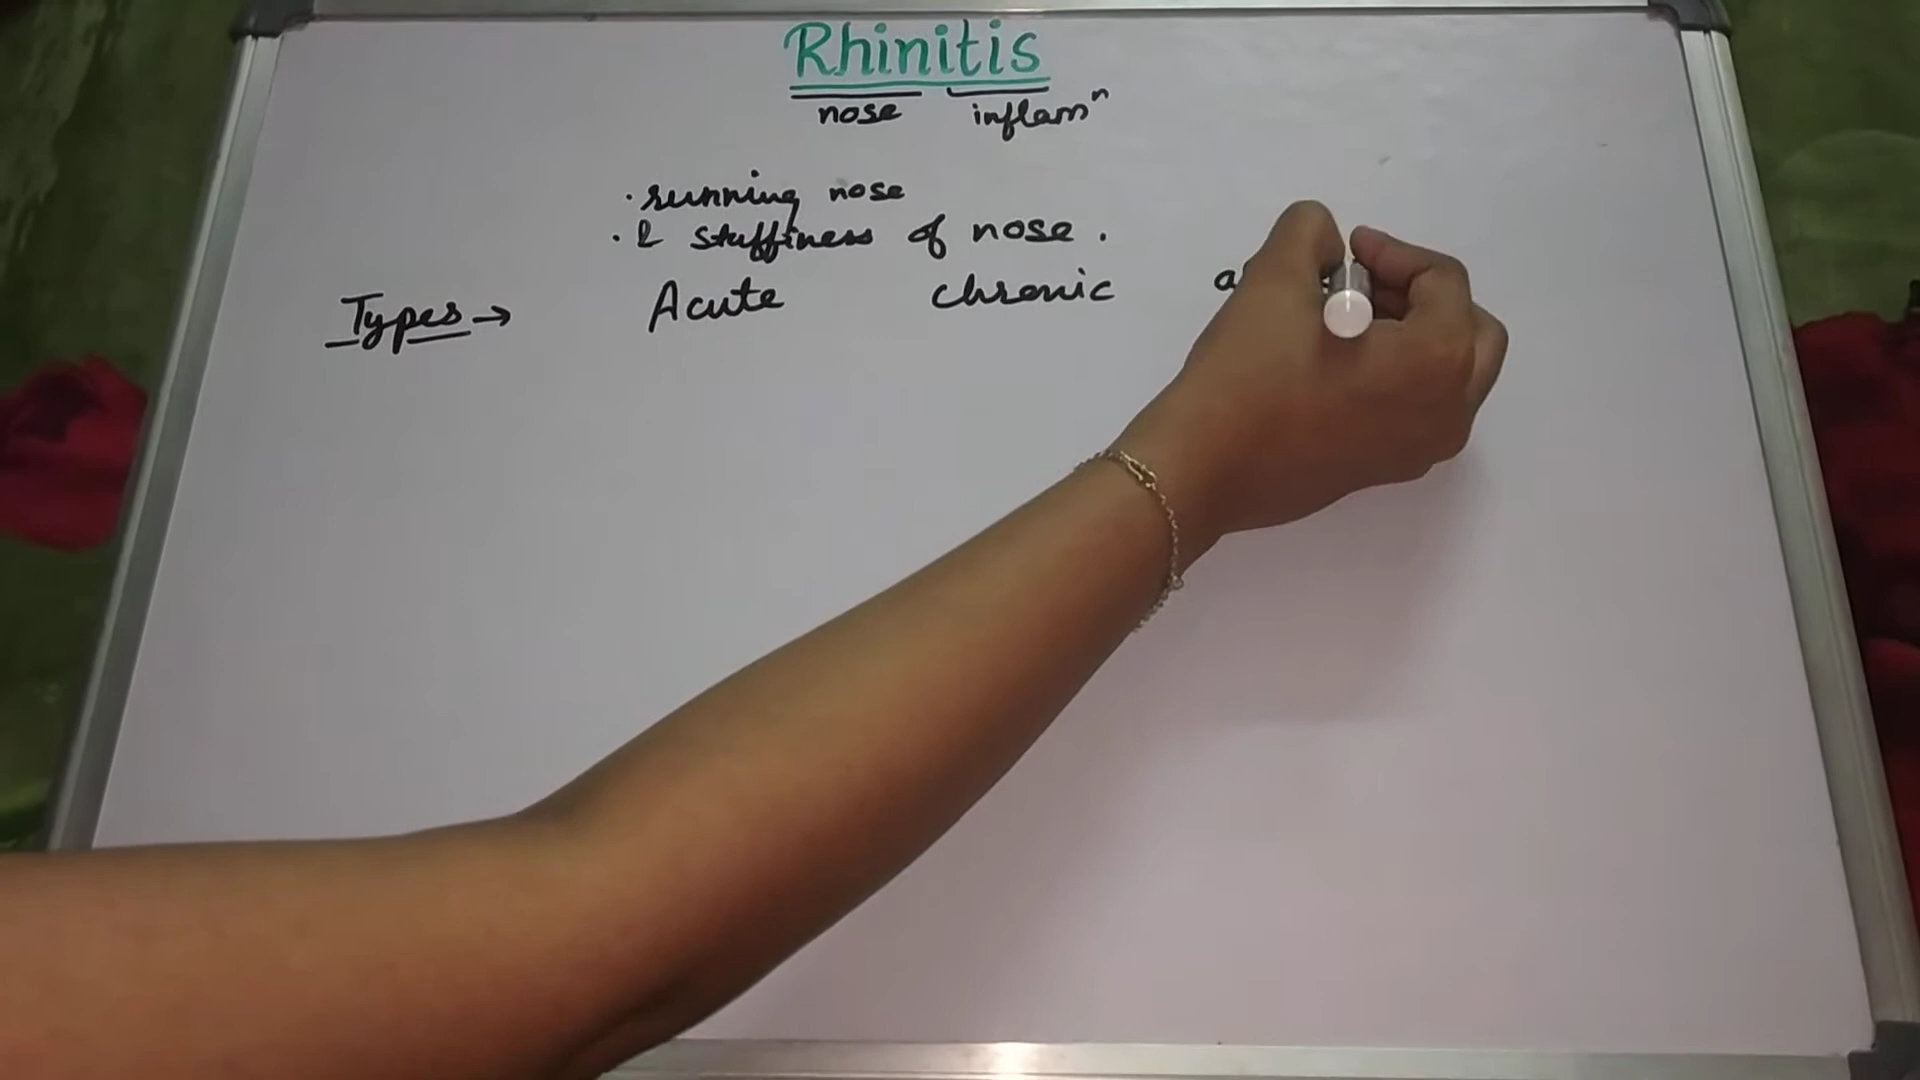 Rhinitis
nose inflamⁿ
· running nose
· & stuffiness of nose.
Types → Acute chronic